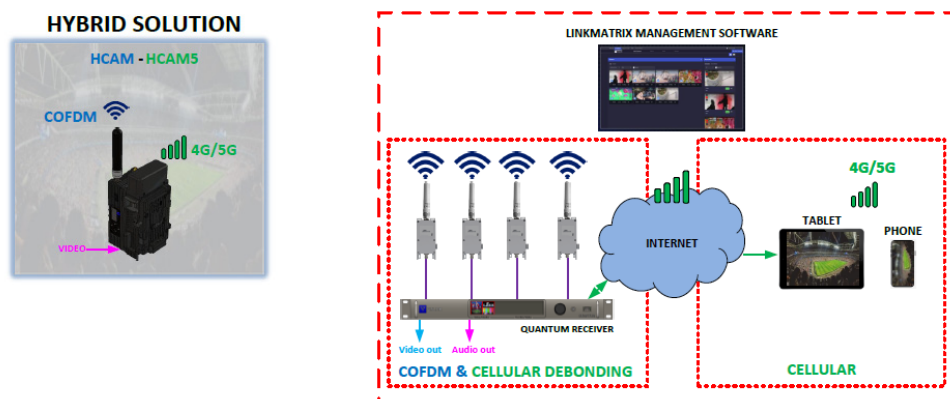 HYBRID SOLUTION
HCAM - HCAM5
COFDM
4G/5G
VIDEO
LINKMATRIX MANAGEMENT SOFTWARE
4G/5G
TABLET
PHONE
INTERNET
QUANTUM RECEIVER
Video out
Audio out
COFDM & CELLULAR DEBONDING
CELLULAR